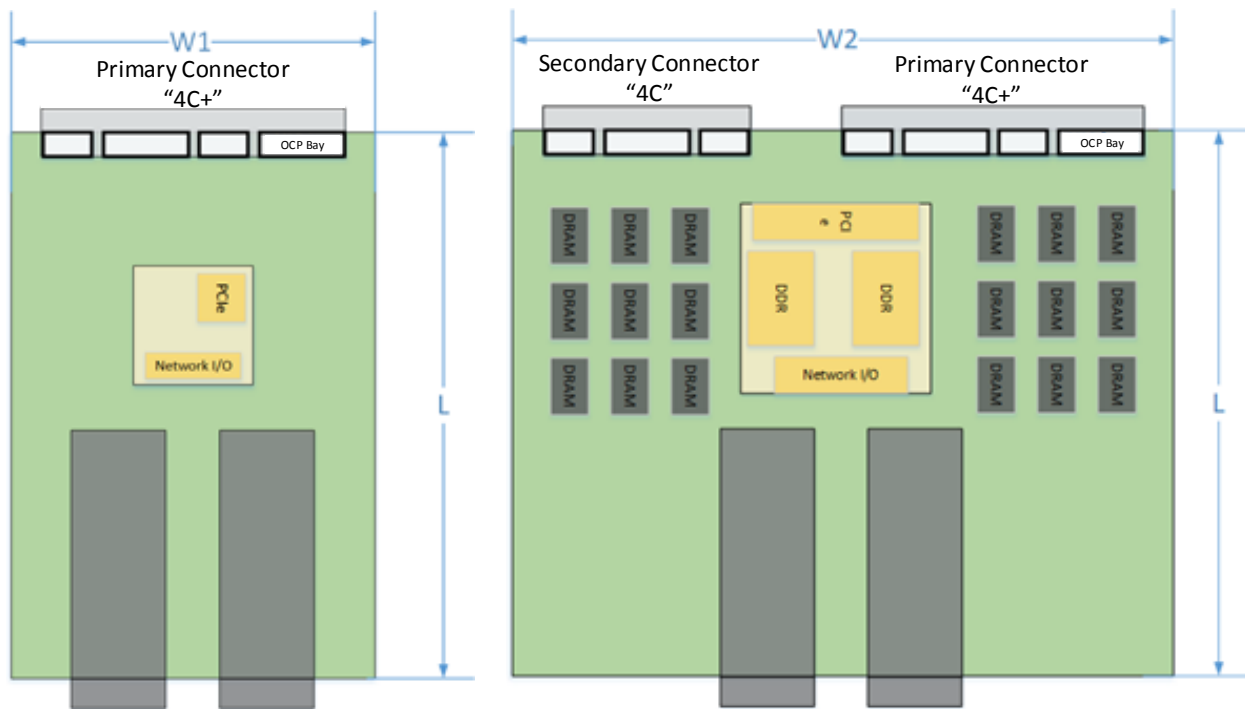 W1
Primary Connector
“4C+”
OCP Bay
PCIe
Network I/O
L
W2
Secondary Connector
“4C”
Primary Connector
“4C+”
OCP Bay
DRAM DRAM DRAM
DRAM DRAM DRAM
DRAM DRAM DRAM
PCI
e
DDR DDR
Network I/O
DRAM DRAM DRAM
DRAM DRAM DRAM
DRAM DRAM DRAM
L